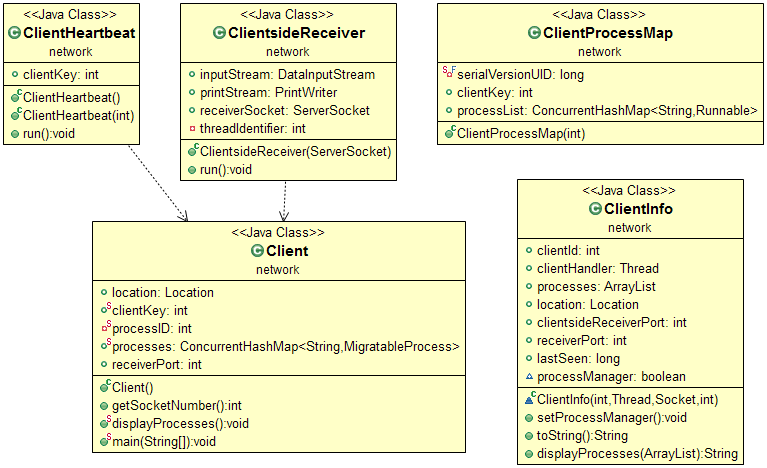 <<Java Class>>
ClientHeartbeat
network
clientKey: int
ClientHeartbeat()
ClientHeartbeat(int)
run():void
<<Java Class>>
ClientsideReceiver
network
inputStream: DataInputStream
printStream: PrintWriter
receiverSocket: ServerSocket
threadIdentifier: int
ClientsideReceiver(ServerSocket)
run():void
<<Java Class>>
ClientProcessMap
network
serialVersionUID: long
clientKey: int
processList: ConcurrentHashMap<String,Runnable>
ClientProcessMap(int)
<<Java Class>>
Client
network
location: Location
clientKey: int
processID: int
processes: ConcurrentHashMap<String,MigratableProcess>
receiverPort: int
Client()
getSocketNumber():int
displayProcesses():void
main(String[]):void
<<Java Class>>
ClientInfo
network
clientId: int
clientHandler: Thread
processes: ArrayList
location: Location
clientsideReceiverPort: int
receiverPort: int
lastSeen: long
processManager: boolean
ClientInfo(int,Thread,Socket,int)
setProcessManager():void
toString():String
displayProcesses(ArrayList):String